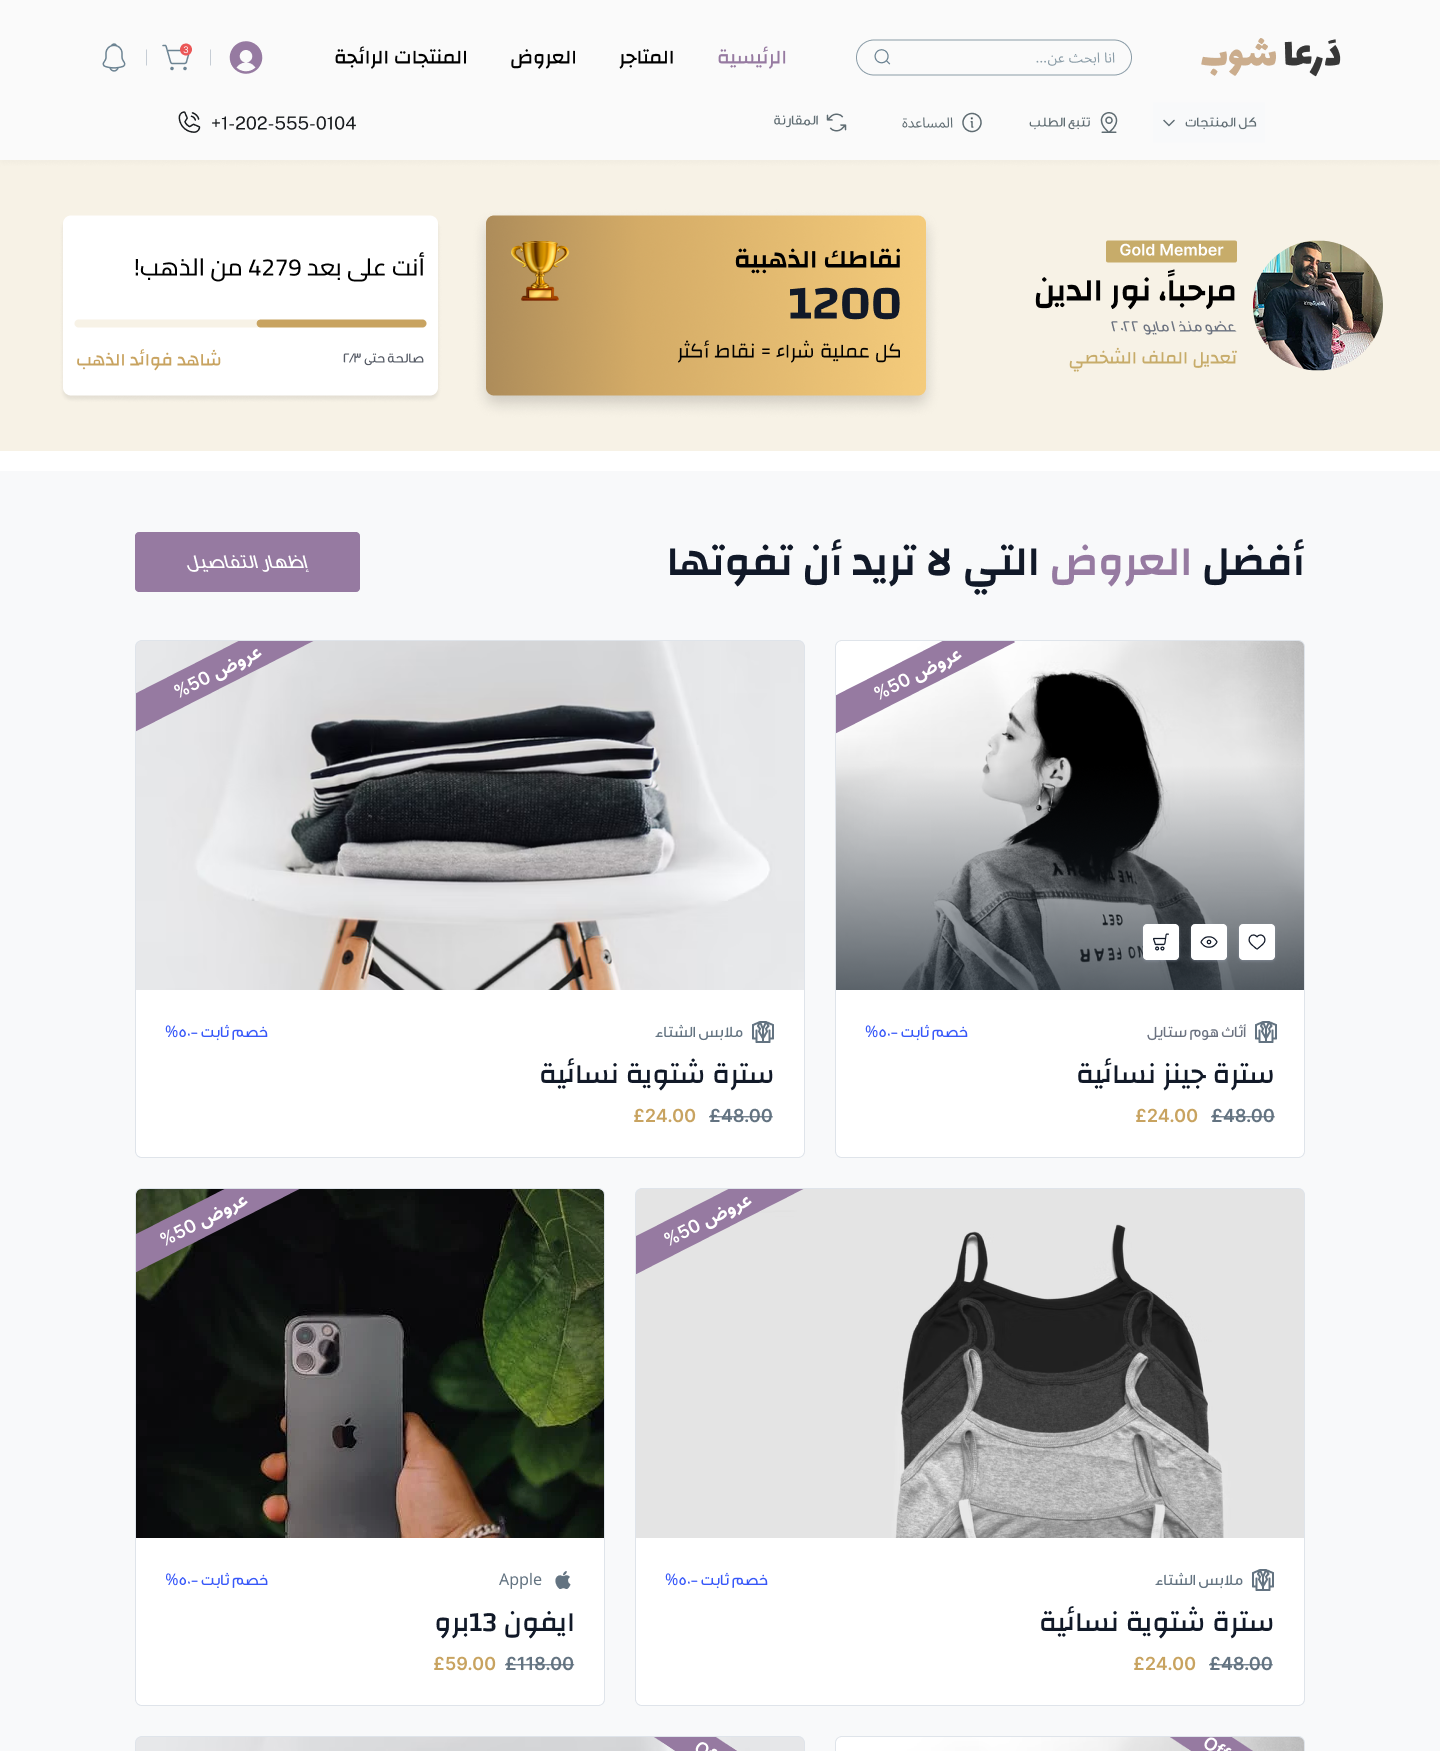 دَرعا شوب
انا ابحث عن...
الرئيسية
المتاجر
العروض
المنتجات الرائجة
3
كل المنتجات
تتبع الطلب
المساعدة
المقارنة
+1-202-555-0104
Gold Member
مرحباً، نور الدين
عضو منذ ١ مايو ٢٠٢٢
تعديل الملف الشخصي
نقاطك الذهبية
1200
كل عملية شراء = نقاط أكثر
أنت على بعد 4279 من الذهب!
صالحة حتى ٢/٣
شاهد فوائد الذهب
أفضل العروض التي لا تريد أن تفوتها
إظهار التفاصيل
عروض 50%
GET
NO FEAR
أثاث هوم ستايل
خصم ثابت -٥٠%
سترة جينز نسائية
£48.00 £24.00
عروض 50%
ملابس الشتاء
خصم ثابت -٥٠%
سترة شتوية نسائية
£48.00 £24.00
عروض 50%
ملابس الشتاء
خصم ثابت -٥٠%
سترة شتوية نسائية
£48.00 £24.00
عروض 50%
Apple
خصم ثابت -٥٠%
ايفون 13برو
£118.00 £59.00